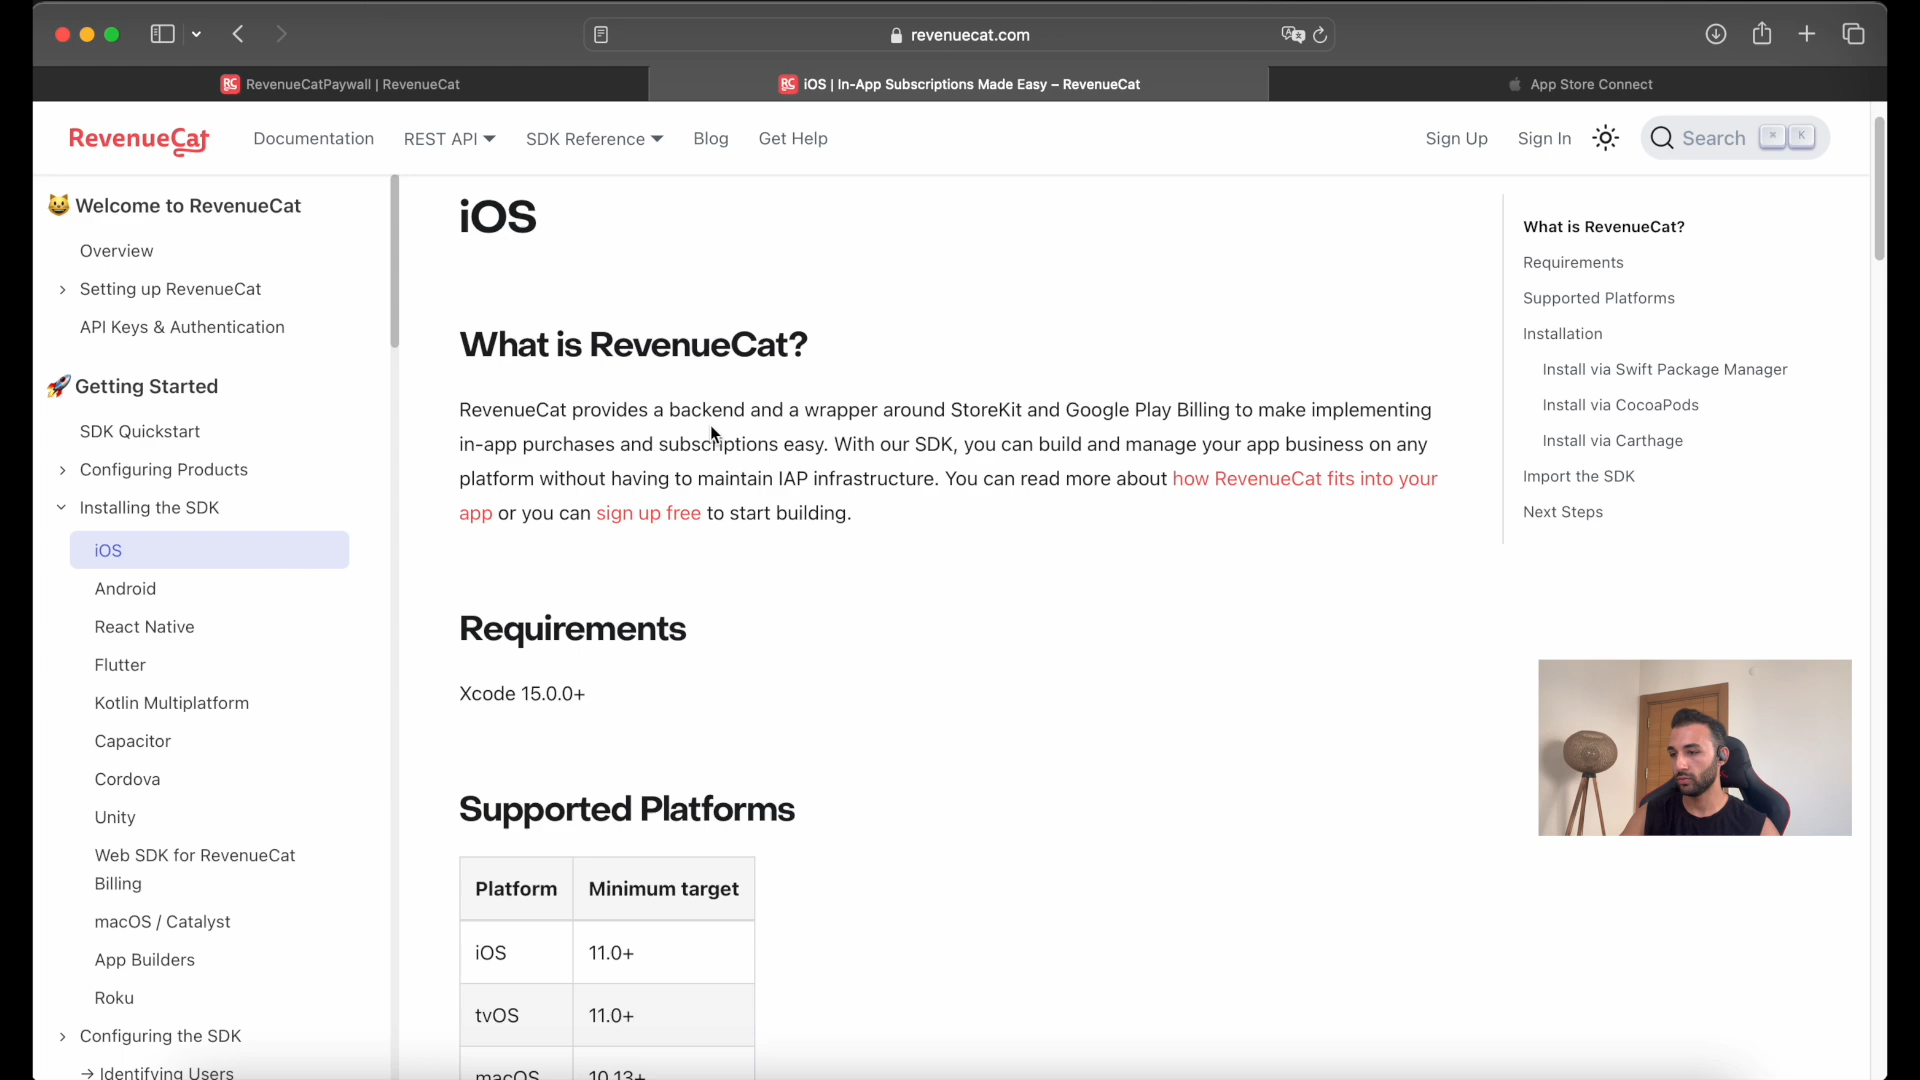 revenuecat.com
RevenueCatPaywall | RevenueCat
iOS | In-App Subscriptions Made Easy – RevenueCat
App Store Connect
RevenueCat
Documentation
REST API
SDK Reference
Blog
Get Help
Sign Up
Sign In
Search
K
Welcome to RevenueCat
Overview
Setting up RevenueCat
API Keys & Authentication
Getting Started
SDK Quickstart
Configuring Products
Installing the SDK
iOS
Android
React Native
Flutter
Kotlin Multiplatform
Capacitor
Cordova
Unity
Web SDK for RevenueCat
Billing
macOS / Catalyst
App Builders
Roku
Configuring the SDK
→ Identifying Users
iOS
What is RevenueCat?
RevenueCat provides a backend and a wrapper around StoreKit and Google Play Billing to make implementing
in-app purchases and subscriptions easy. With our SDK, you can build and manage your app business on any
platform without having to maintain IAP infrastructure. You can read more about how RevenueCat fits into your
app or you can sign up free to start building.
Requirements
Xcode 15.0.0+
Supported Platforms
Platform Minimum target
iOS 11.0+
tvOS 11.0+
macOS 10.13+
What is RevenueCat?
Requirements
Supported Platforms
Installation
Install via Swift Package Manager
Install via CocoaPods
Install via Carthage
Import the SDK
Next Steps